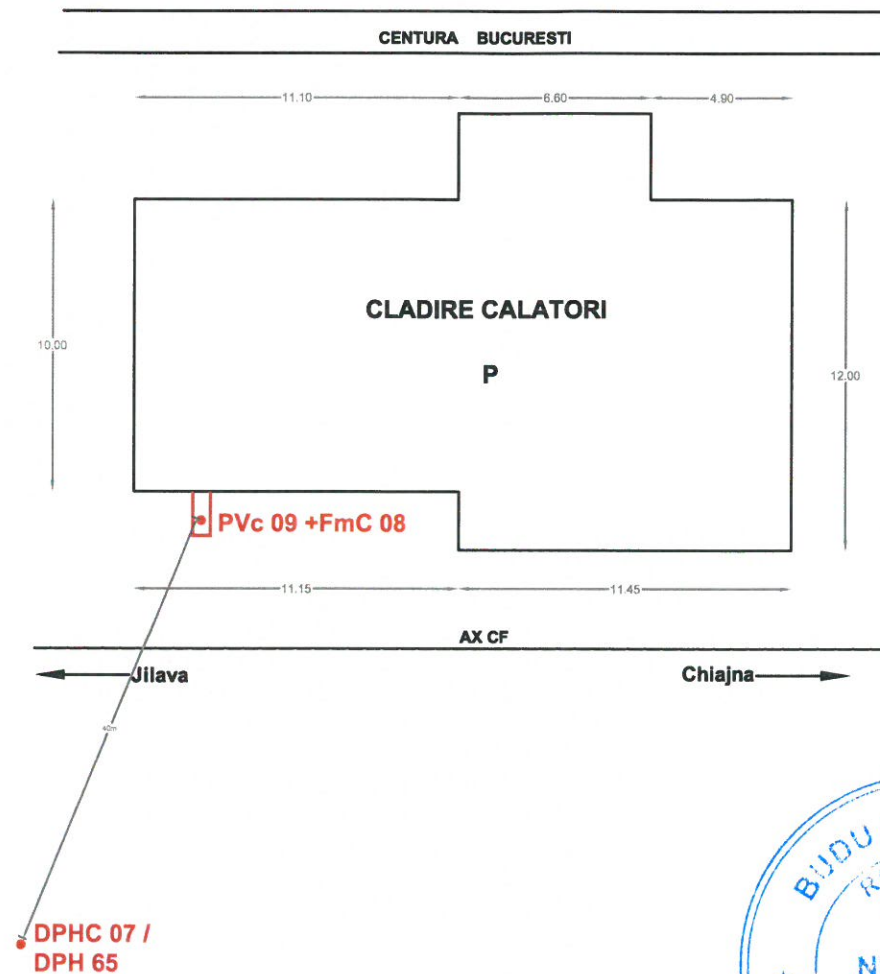 CENTURA BUCURESTI
11.10
6.60
4.90
10.00
CLADIRE CALATORI
P
12.00
PVc 09 +FmC 08
11.15
11.45
AX CF
Jilava
Chiajna
40m
DPHC 07 /
DPH 65
BUDU